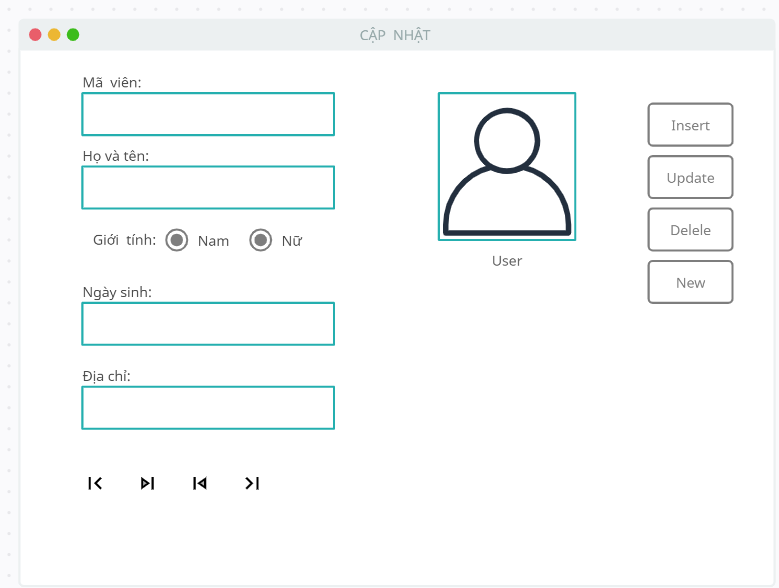 CẬP NHẬT
Mã viên:
Họ và tên:
Giới tính:
Nam
Nữ
Ngày sinh:
Địa chỉ:
User
Insert
Update
Delele
New